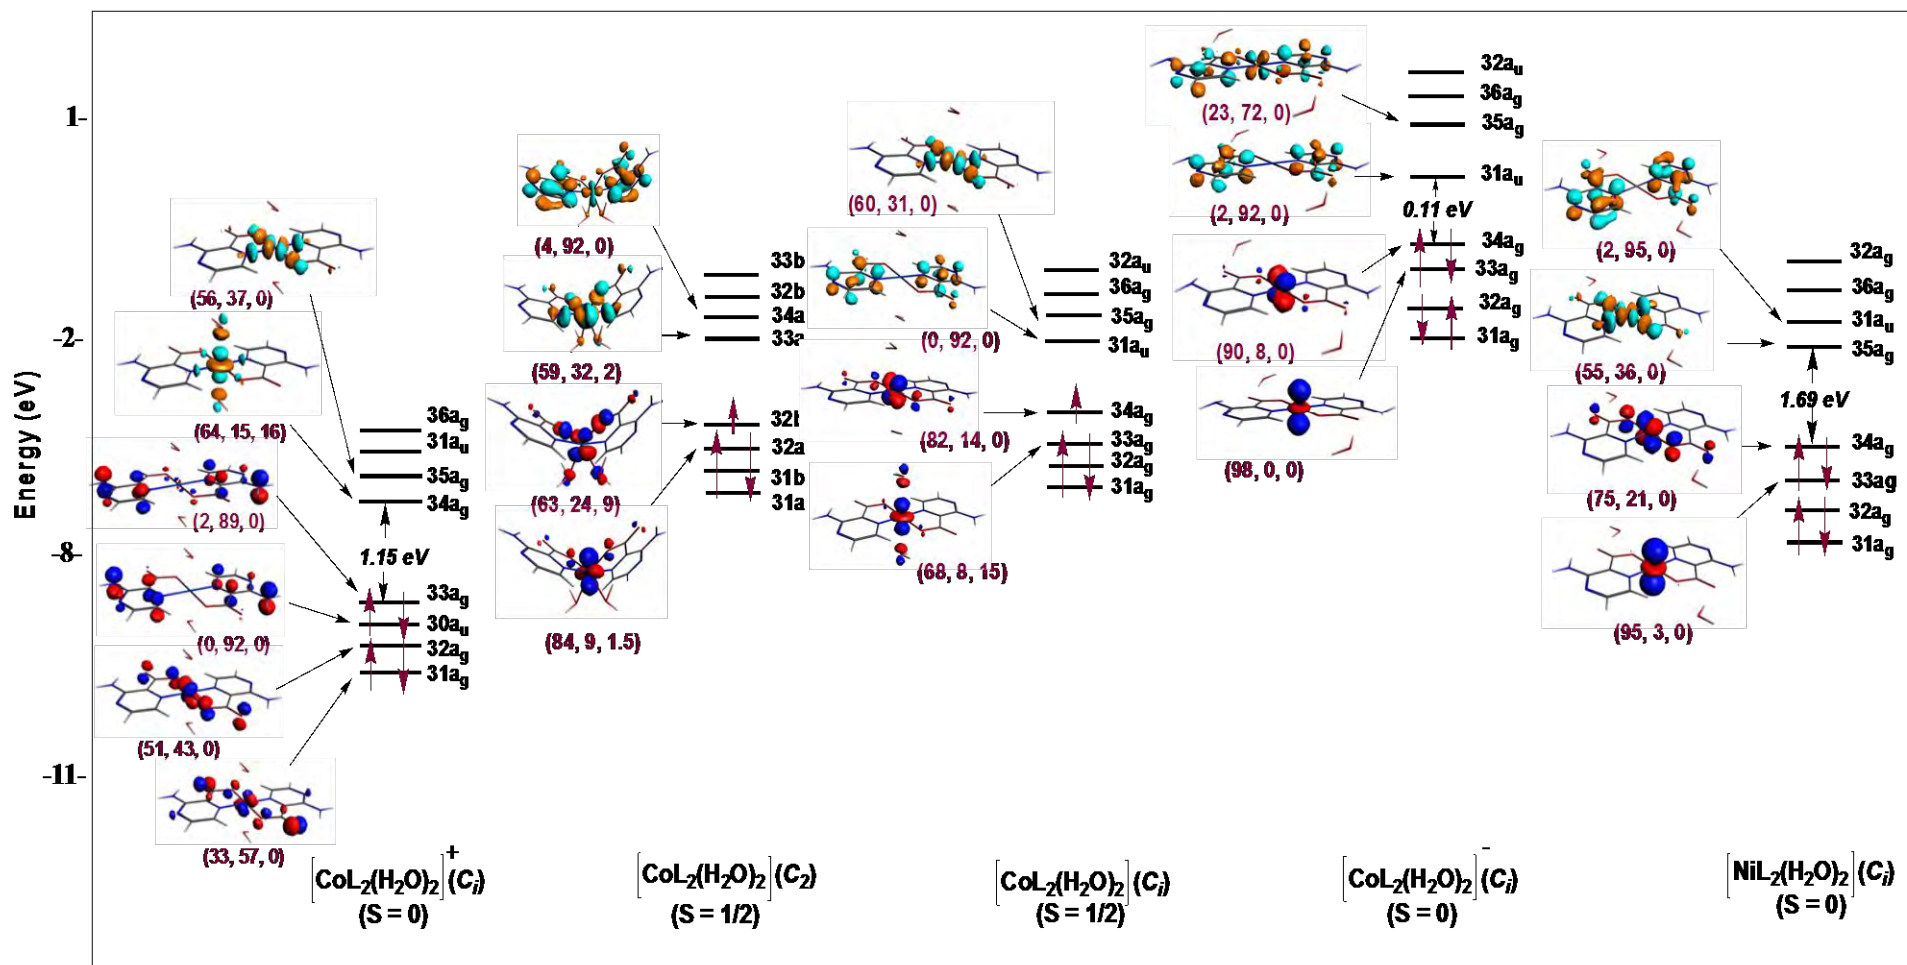 Energy (eV)
1-
-2-
-8-
-11-
(56, 37, 0)
(64, 15, 16)
(2, 89, 0)
(0, 92, 0)
(51, 43, 0)
(33, 57, 0)
36ag
31au
35ag
34ag
1.15 eV
33ag
30au
32ag
31ag
[CoL2(H2O)2]+(Ci)
(S = 0)
(4, 92, 0)
(59, 32, 2)
(63, 24, 9)
(84, 9, 1.5)
33b
32b
34a
33a
32b
32a
31b
31a
[CoL2(H2O)2](C2)
(S = 1/2)
(60, 31, 0)
(0, 92, 0)
(82, 14, 0)
(68, 8, 15)
32au
36ag
35ag
31au
34ag
33ag
32ag
31ag
[CoL2(H2O)2](Ci)
(S = 1/2)
(23, 72, 0)
(2, 92, 0)
(90, 8, 0)
(98, 0, 0)
32au
36ag
35ag
31au
0.11 eV
34ag
33ag
32ag
31ag
[CoL2(H2O)2]-(Ci)
(S = 0)
(2, 95, 0)
(55, 36, 0)
(75, 21, 0)
(95, 3, 0)
32ag
36ag
31au
35ag
1.69 eV
34ag
33ag
32ag
31ag
[NiL2(H2O)2](Ci)
(S = 0)